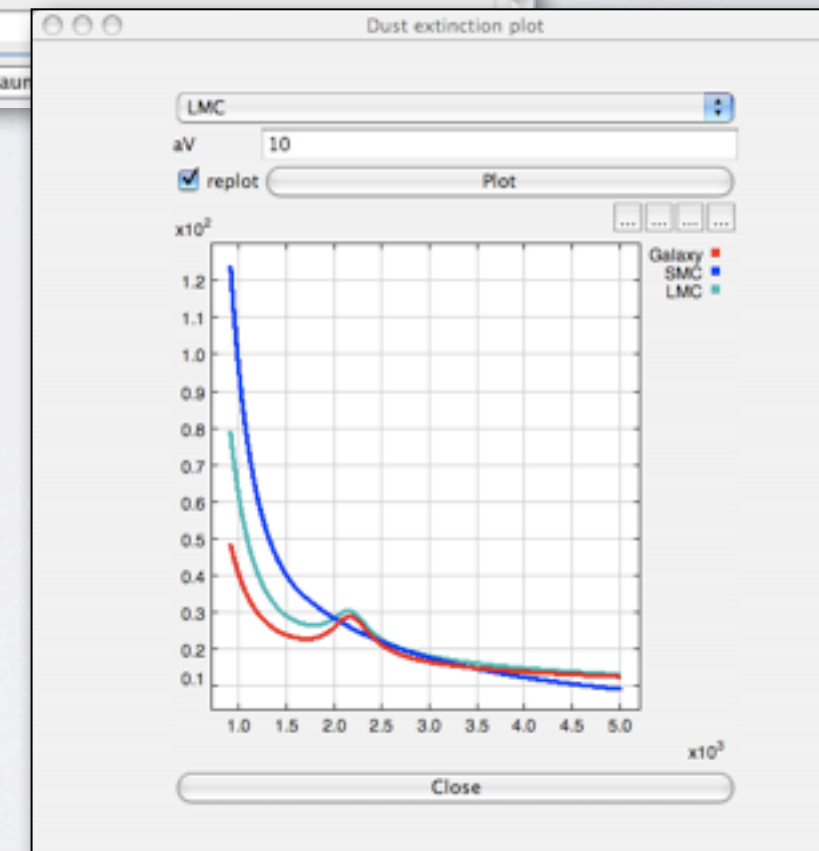 Dust extinction plot
aun
LMC
aV 10
replot Plot
... ... ... ...
x10²
Galaxy
SMC
LMC
1.2
1.1
1.0
0.9
0.8
0.7
0.6
0.5
0.4
0.3
0.2
0.1
1.0 1.5 2.0 2.5 3.0 3.5 4.0 4.5 5.0
x10³
Close